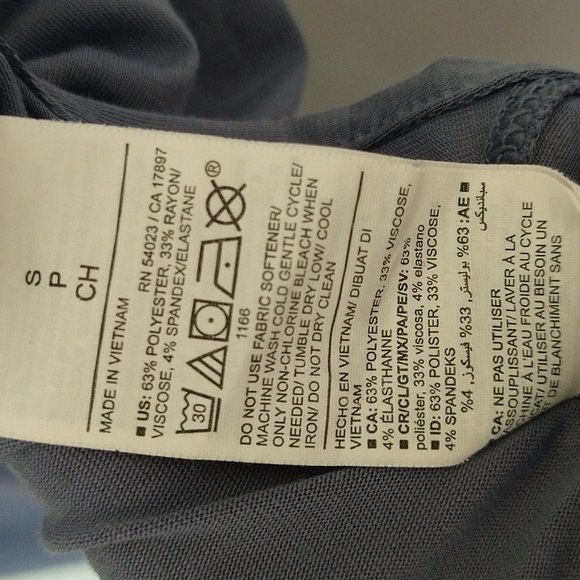 S
P
CH
MADE IN VIETNAM
RN 54023 / CA 17897
■ US: 63% POLYESTER, 33% RAYON/
VISCOSE, 4% SPANDEX/ELASTANE
30
1166
DO NOT USE FABRIC SOFTENER/
MACHINE WASH COLD GENTLE CYCLE/
ONLY NON-CHLORINE BLEACH WHEN
NEEDED/ TUMBLE DRY LOW/ COOL
IRON/ DO NOT DRY CLEAN
HECHO EN VIETNAM/ DIBUAT DI
VIETNAM
■ CA: 63% POLYESTER, 33% VISCOSE,
4% ÉLASTHANNE
■ CR/CL/GT/MX/PA/PE/SV: 63%
poliéster, 33% viscosa, 4% elastano
■ ID: 63% POLISTER, 33% VISCOSE,
4% SPANDEKS
■ AE: 63% بوليستر, 33% فيسكوز, 4%
سباندیکس
CA: NE PAS UTILISER
ASSOUPLISSANT/LAVER À LA
MACHINE À L'EAU FROIDE AU CYCLE
UTILISER AU BESOIN UN
BLANCHIMENT SANS